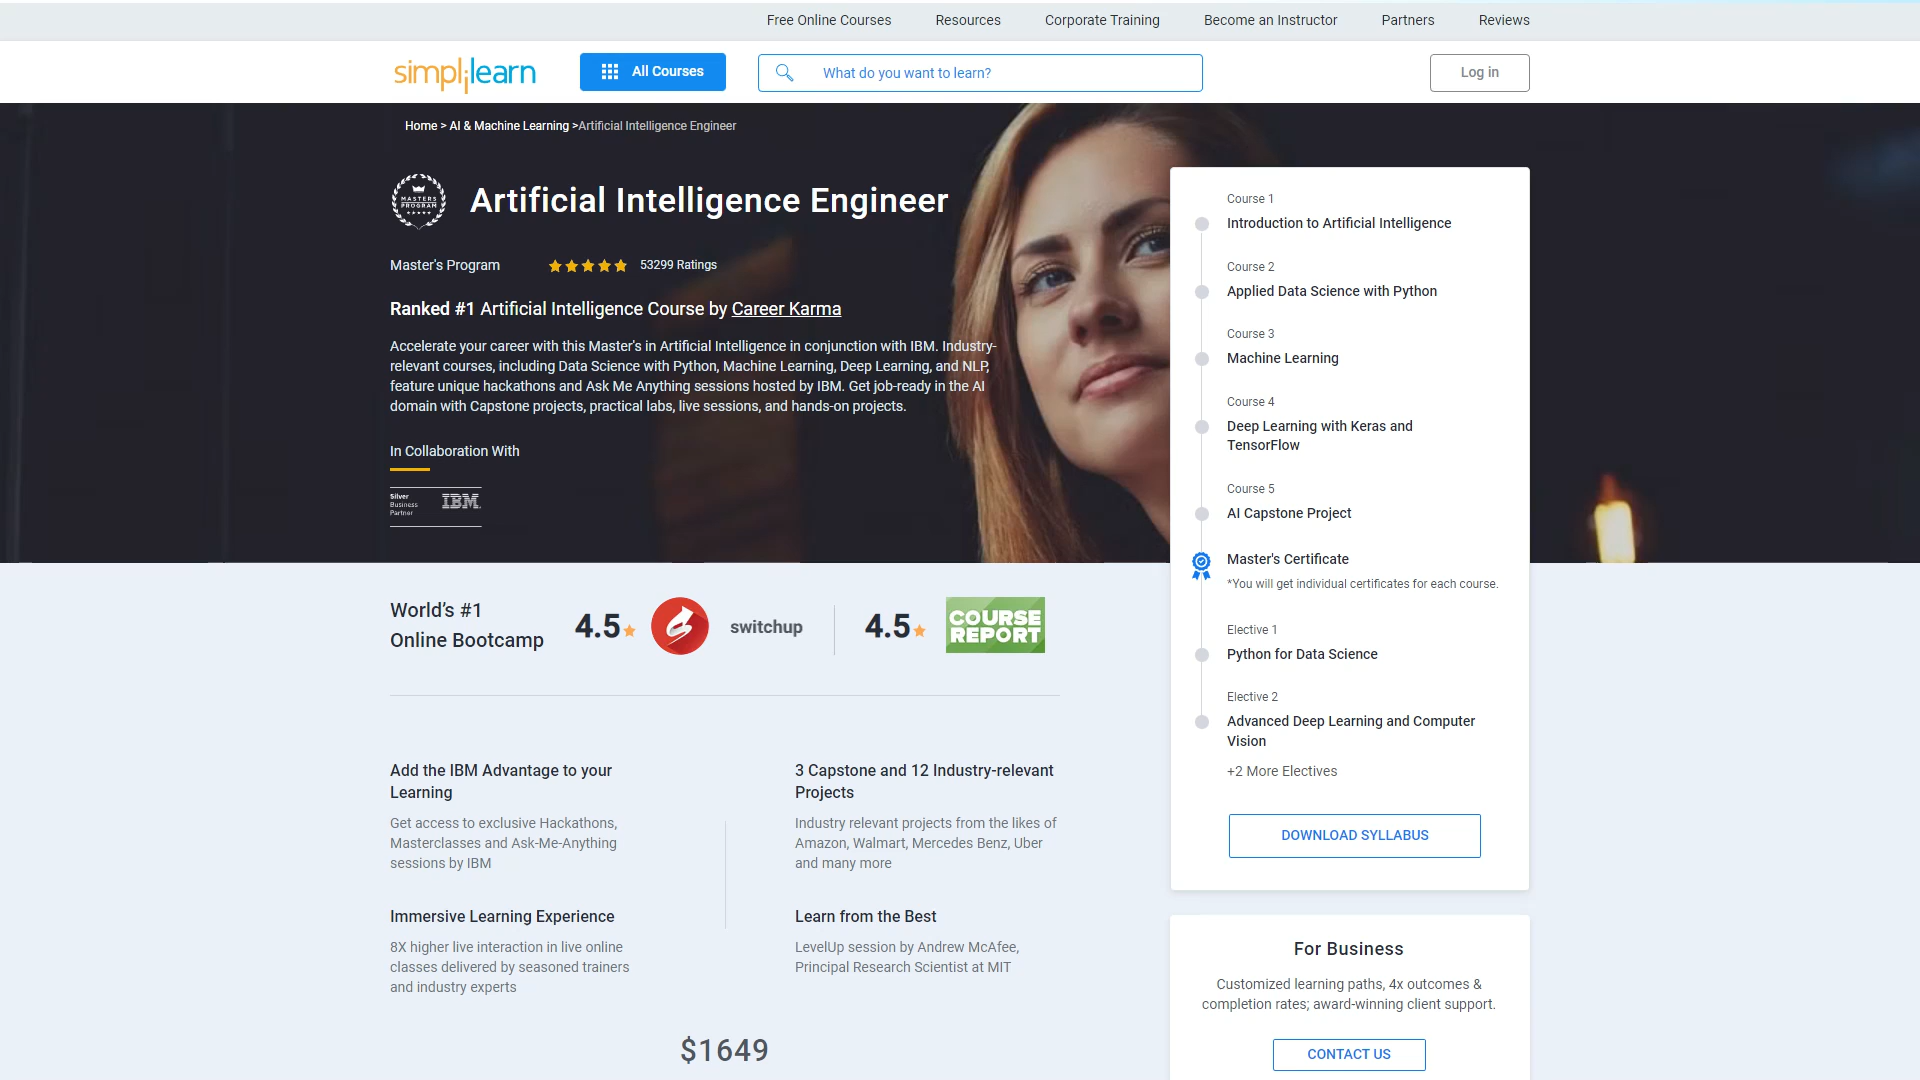 Free Online Courses Resources Corporate Training Become an Instructor Partners Reviews
simplilearn All Courses What do you want to learn? Log in
Home > AI & Machine Learning >Artificial Intelligence Engineer
MASTERS
PROGRAM
Artificial Intelligence Engineer
Master's Program 53299 Ratings
Ranked #1 Artificial Intelligence Course by Career Karma
Accelerate your career with this Master's in Artificial Intelligence in conjunction with IBM. Industry-
relevant courses, including Data Science with Python, Machine Learning, Deep Learning, and NLP,
feature unique hackathons and Ask Me Anything sessions hosted by IBM. Get job-ready in the AI
domain with Capstone projects, practical labs, live sessions, and hands-on projects.
In Collaboration With
Silver
Business
Partner
IBM
Course 1
Introduction to Artificial Intelligence
Course 2
Applied Data Science with Python
Course 3
Machine Learning
Course 4
Deep Learning with Keras and
TensorFlow
Course 5
AI Capstone Project
Master's Certificate
*You will get individual certificates for each course.
Elective 1
Python for Data Science
Elective 2
Advanced Deep Learning and Computer
Vision
+2 More Electives
DOWNLOAD SYLLABUS
World’s #1
Online Bootcamp
4.5 switchup
4.5 COURSE
REPORT
Add the IBM Advantage to your
Learning
Get access to exclusive Hackathons,
Masterclasses and Ask-Me-Anything
sessions by IBM
3 Capstone and 12 Industry-relevant
Projects
Industry relevant projects from the likes of
Amazon, Walmart, Mercedes Benz, Uber
and many more
Immersive Learning Experience
8X higher live interaction in live online
classes delivered by seasoned trainers
and industry experts
Learn from the Best
LevelUp session by Andrew McAfee,
Principal Research Scientist at MIT
$1649
For Business
Customized learning paths, 4x outcomes &
completion rates; award-winning client support.
CONTACT US